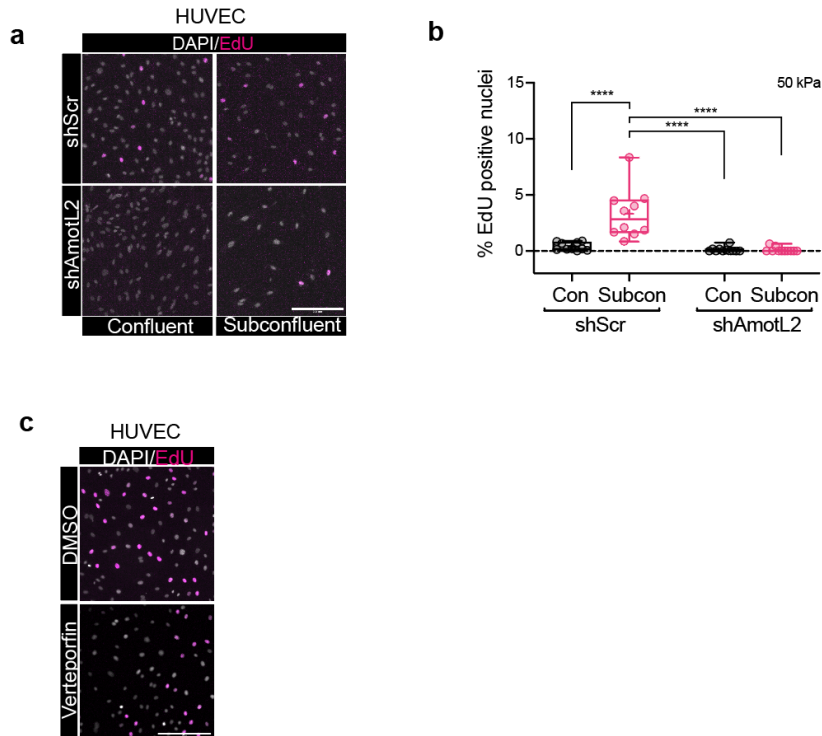 a
HUVEC
DAPI/EdU
shScr
shAmotL2
Confluent
Subconfluent
b
50 kPa
% EdU positive nuclei
15
10
5
0
****
****
****
Con
Subcon
Con
Subcon
shScr
shAmotL2
c
HUVEC
DAPI/EdU
DMSO
Verteporfin